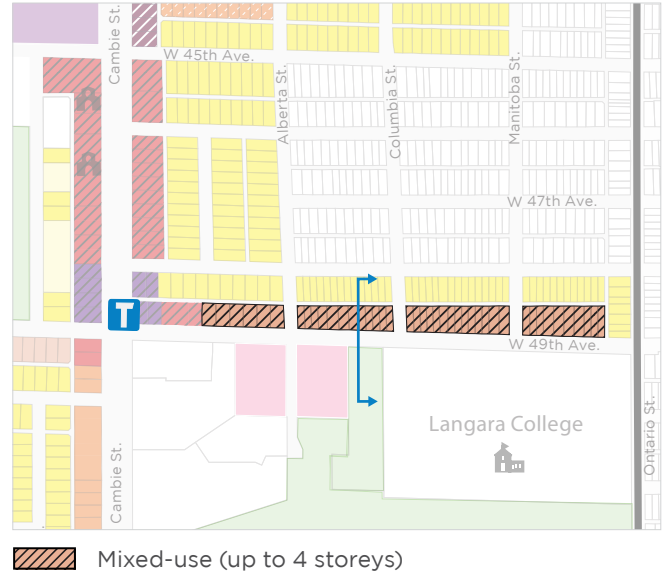 Cambie St.
W 45th Ave.
Alberta St.
Columbia St.
Manitoba St.
W 47th Ave.
T
W 49th Ave.
Langara College
Cambie St.
Ontario St.
Mixed-use (up to 4 storeys)